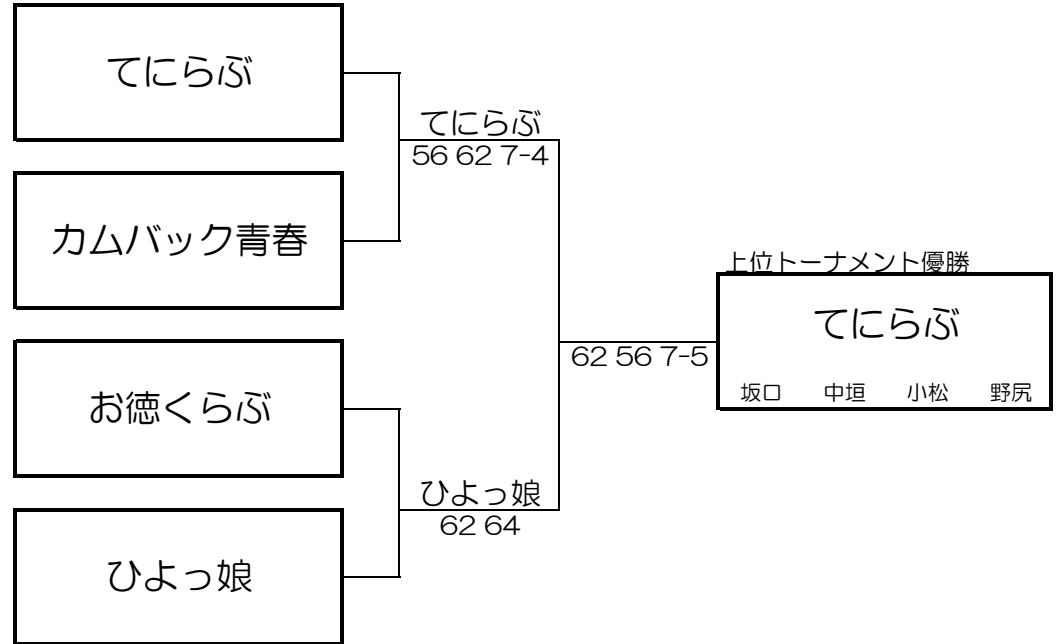 てにらぶ
カムバック青春
お徳くらぶ
ひよっ娘
てにらぶ
56 62 7-4
ひよっ娘
62 64
62 56 7-5
上位トーナメント優勝
てにらぶ
坂口 中垣 小松 野尻